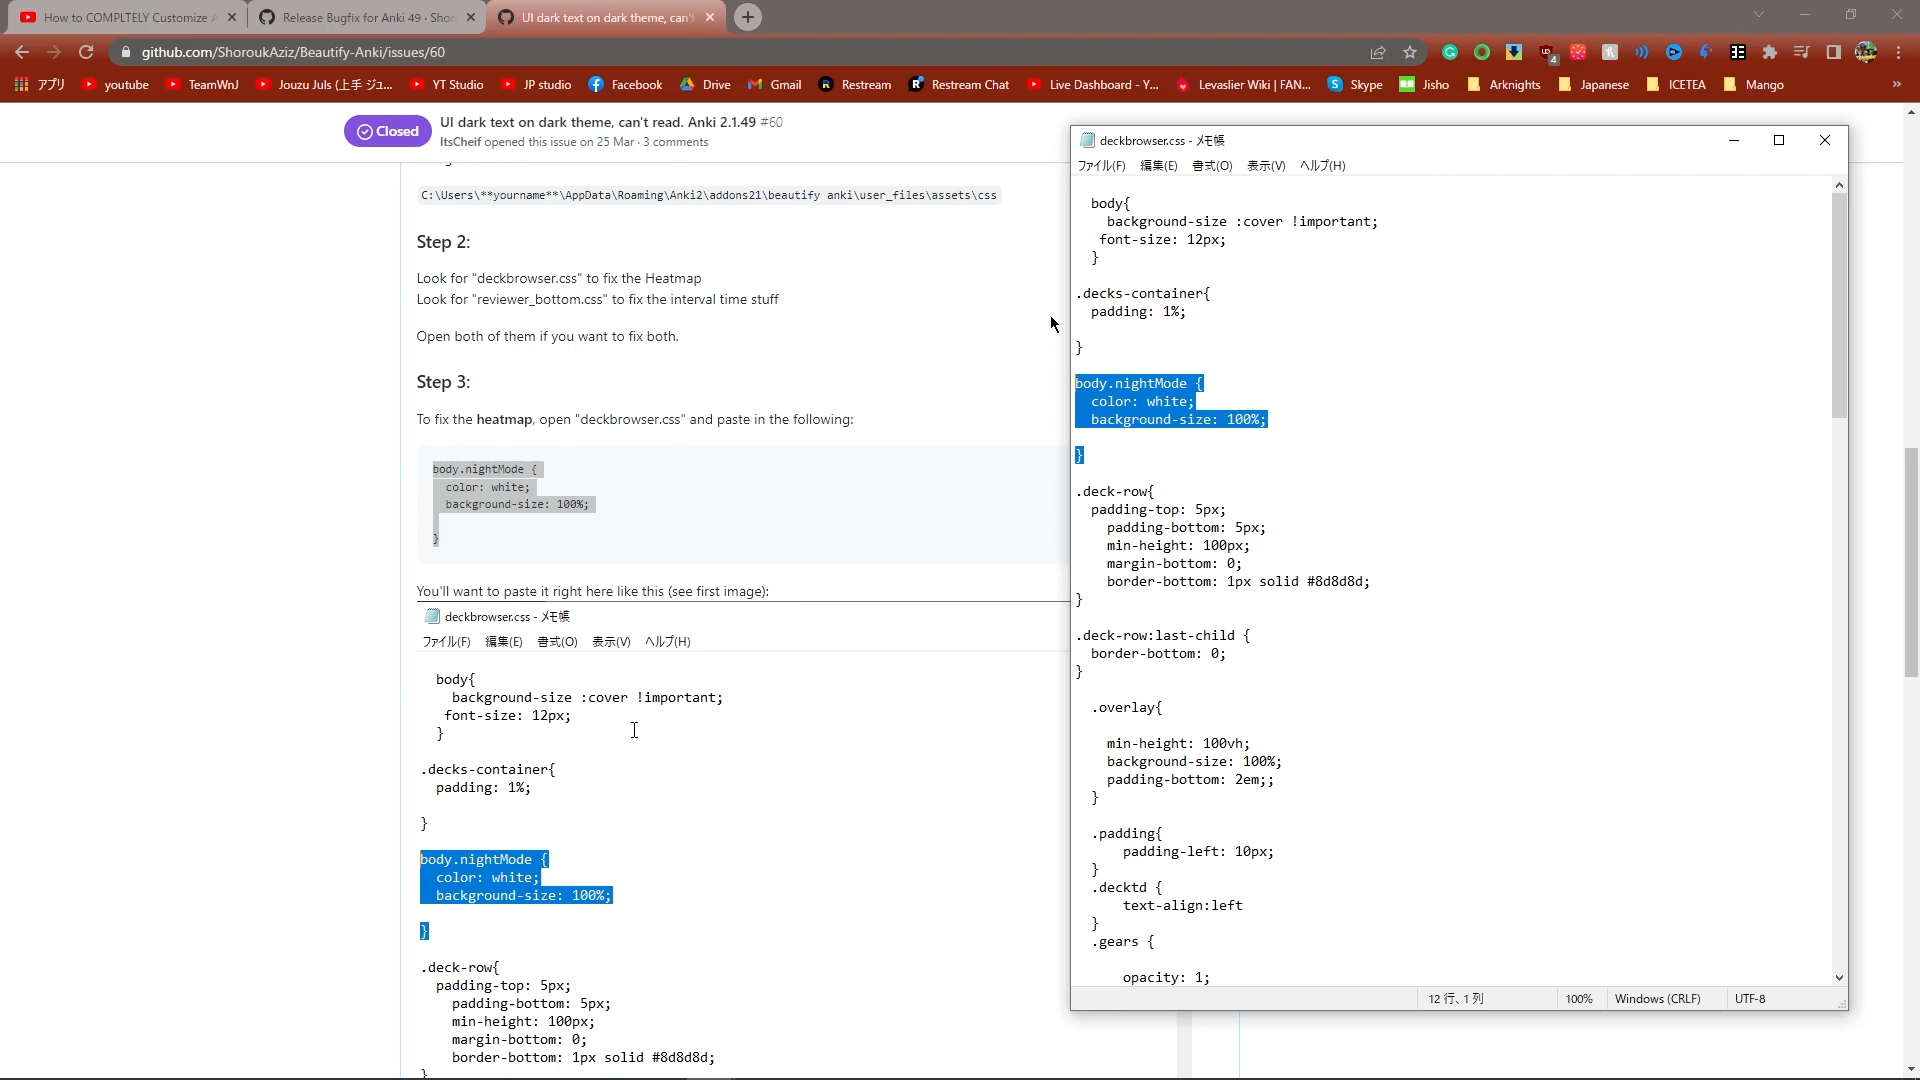 How to COMPLTELY Customize A
Release Bugfix for Anki 49 · Shor
UI dark text on dark theme, can't
github.com/ShoroukAziz/Beautify-Anki/issues/60
アプリ
youtube
TeamWnJ
Jouzu Juls (上手 ジュ...
YT Studio
JP studio
Facebook
Drive
Gmail
Restream
Restream Chat
Live Dashboard - Y...
Levaslier Wiki | FAN...
Skype
Jisho
Arknights
Japanese
ICETEA
Mango
Closed
UI dark text on dark theme, can't read. Anki 2.1.49 #60
ItsCheif opened this issue on 25 Mar · 3 comments
C:\Users\**yourname**\AppData\Roaming\Anki2\addons21\beautify anki\user_files\assets\css
Step 2:
Look for "deckbrowser.css" to fix the Heatmap
Look for "reviewer_bottom.css" to fix the interval time stuff
Open both of them if you want to fix both.
Step 3:
To fix the heatmap, open "deckbrowser.css" and paste in the following:
body.nightMode {
color: white;
background-size: 100%;
}
You'll want to paste it right here like this (see first image):
deckbrowser.css - メモ帳
ファイル(F) 編集(E) 書式(O) 表示(V) ヘルプ(H)
body{
background-size :cover !important;
font-size: 12px;
}
.decks-container{
padding: 1%;
}
body.nightMode {
color: white;
background-size: 100%;
}
.deck-row{
padding-top: 5px;
padding-bottom: 5px;
min-height: 100px;
margin-bottom: 0;
border-bottom: 1px solid #8d8d8d;
}
deckbrowser.css - メモ帳
ファイル(F) 編集(E) 書式(O) 表示(V) ヘルプ(H)
body{
background-size :cover !important;
font-size: 12px;
}
.decks-container{
padding: 1%;
}
body.nightMode {
color: white;
background-size: 100%;
}
.deck-row{
padding-top: 5px;
padding-bottom: 5px;
min-height: 100px;
margin-bottom: 0;
border-bottom: 1px solid #8d8d8d;
}
.deck-row:last-child {
border-bottom: 0;
}
.overlay{
min-height: 100vh;
background-size: 100%;
padding-bottom: 2em;;
}
.padding{
padding-left: 10px;
}
.decktd {
text-align:left
}
.gears {
opacity: 1;
12 行、1 列
100%
Windows (CRLF)
UTF-8